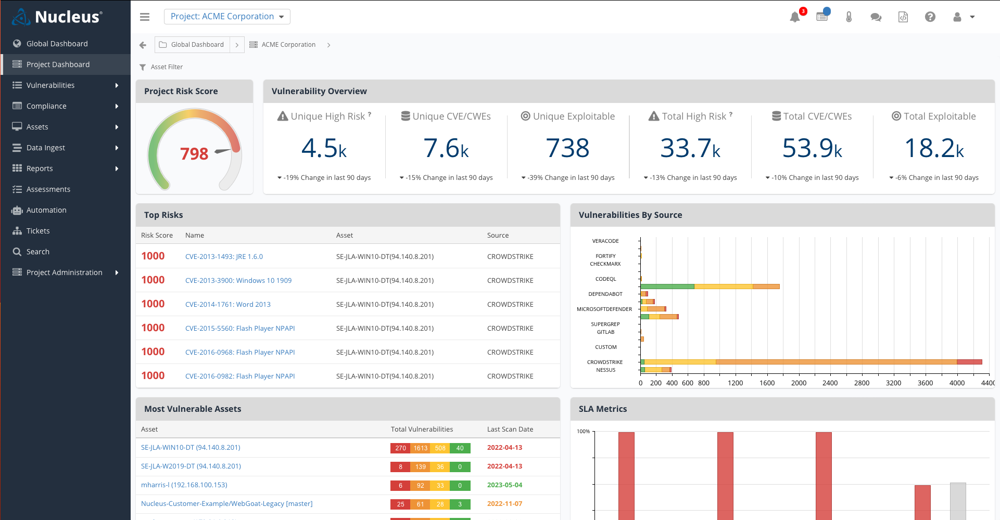 Nucleus®
Global Dashboard
Project Dashboard
Vulnerabilities
Compliance
Assets
Data Ingest
Reports
Assessments
Automation
Tickets
Search
Project Administration
Project: ACME Corporation
3
Global Dashboard
ACME Corporation
Asset Filter
Project Risk Score
798
Vulnerability Overview
Unique High Risk ?
4.5k
-19% Change in last 90 days
Unique CVE/CWEs
7.6k
-15% Change in last 90 days
Unique Exploitable
738
-39% Change in last 90 days
Total High Risk ?
33.7k
-13% Change in last 90 days
Total CVE/CWEs
53.9k
-10% Change in last 90 days
Total Exploitable
18.2k
-6% Change in last 90 days
Top Risks
Risk Score Name Asset Source
1000 CVE-2013-1493: JRE 1.6.0 SE-JLA-WIN10-DT(94.140.8.201) CROWDSTRIKE
1000 CVE-2013-3900: Windows 10 1909 SE-JLA-WIN10-DT(94.140.8.201) CROWDSTRIKE
1000 CVE-2014-1761: Word 2013 SE-JLA-WIN10-DT(94.140.8.201) CROWDSTRIKE
1000 CVE-2015-5560: Flash Player NPAPI SE-JLA-WIN10-DT(94.140.8.201) CROWDSTRIKE
1000 CVE-2016-0968: Flash Player NPAPI SE-JLA-WIN10-DT(94.140.8.201) CROWDSTRIKE
1000 CVE-2016-0982: Flash Player NPAPI SE-JLA-WIN10-DT(94.140.8.201) CROWDSTRIKE
Vulnerabilities By Source
VERACODE
FORTIFY
CHECKMARX
CODEQL
DEPENDABOT
MICROSOFTDEFENDER
SUPERGREP
GITLAB
CUSTOM
CROWDSTRIKE
NESSUS
0 200 400 600 800 1200 1600 2000 2400 2800 3200 3600 4000 4400
Most Vulnerable Assets
Asset Total Vulnerabilities Last Scan Date
SE-JLA-WIN10-DT (94.140.8.201) 270 1613 508 40 2022-04-13
SE-JLA-W2019-DT (94.140.8.201) 8 139 36 0 2022-04-13
mharris-l (192.168.100.153) 6 92 33 0 2023-05-04
Nucleus-Customer-Example/WebGoat-Legacy [master] 25 61 28 3 2022-11-07
SLA Metrics
100%